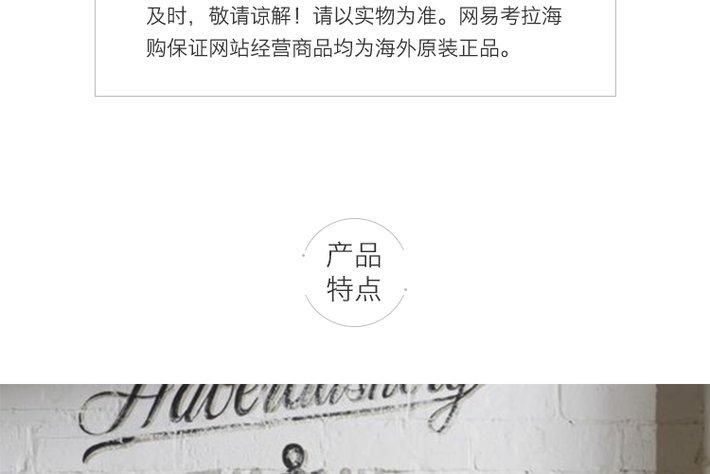 及时，敬请谅解！请以实物为准。网易考拉海
购保证网站经营商品均为海外原装正品。
产品
特点
Haberdashery